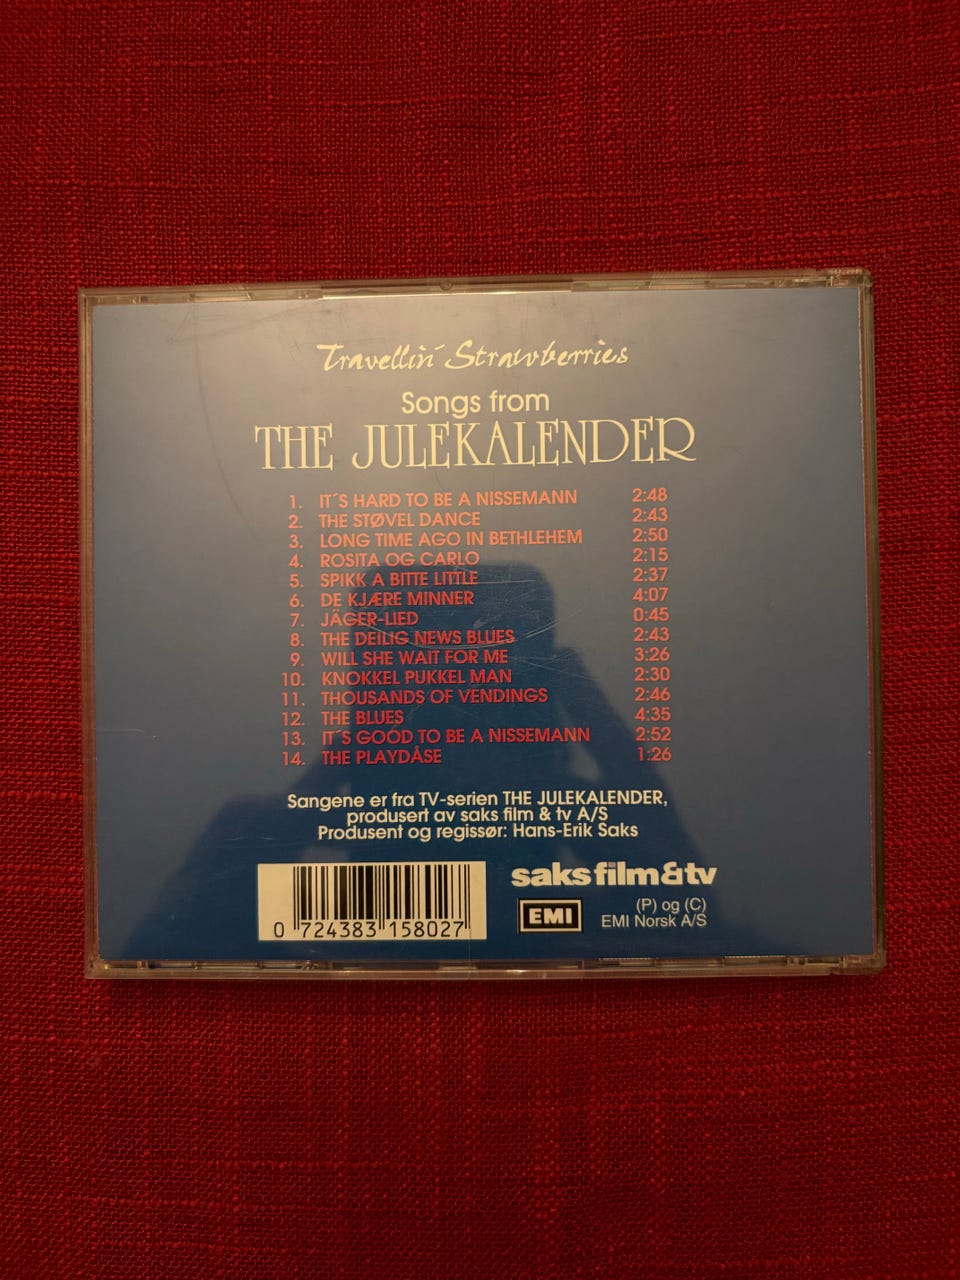 Travellin´ Strawberries
Songs from
THE JULEKALENDER
1. IT´S HARD TO BE A NISSEMANN 2:48
2. THE STØVEL DANCE 2:43
3. LONG TIME AGO IN BETHLEHEM 2:50
4. ROSITA OG CARLO 2:15
5. SPIKK A BITTE LITTLE 2:37
6. DE KJÆRE MINNER 4:07
7. JÄGER-LIED 0:45
8. THE DEILIG NEWS BLUES 2:43
9. WILL SHE WAIT FOR ME 3:26
10. KNOKKEL PUKKEL MAN 2:30
11. THOUSANDS OF VENDINGS 2:46
12. THE BLUES 4:35
13. IT´S GOOD TO BE A NISSEMANN 2:52
14. THE PLAYDÅSE 1:26
Sangene er fra TV-serien THE JULEKALENDER,
produsert av saks film & tv A/S
Produsent og regissør: Hans-Erik Saks
saks film & tv
EMI
(P) og (C)
EMI Norsk A/S
0 724383 158027